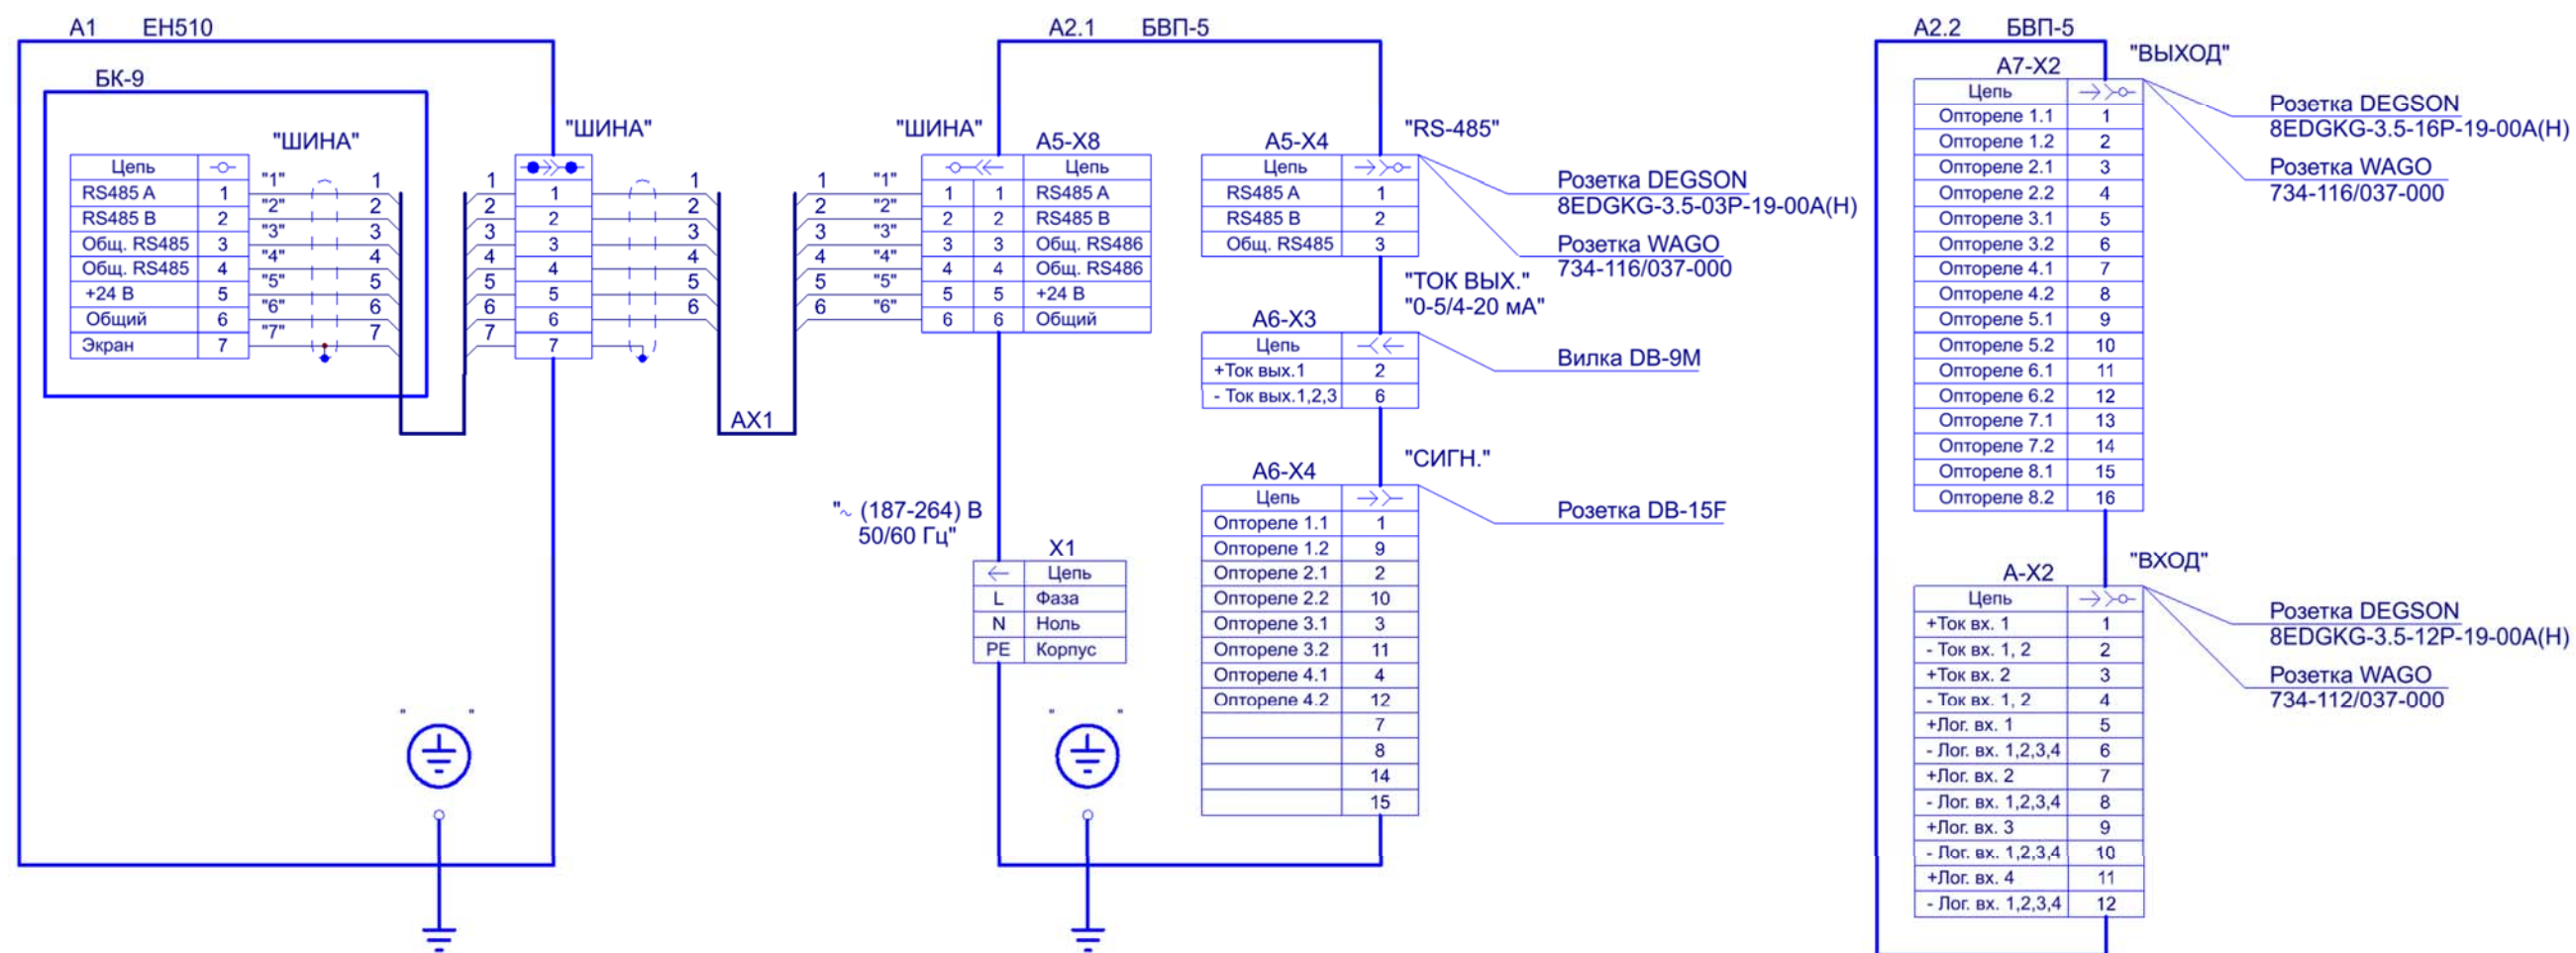 A1 ЕН510
БК-9
"ШИНА"
Цепь
RS485 A 1 "1" 1
RS485 B 2 "2" 2
Общ. RS485 3 "3" 3
Общ. RS485 4 "4" 4
+24 В 5 "5" 5
Общий 6 "6" 6
Экран 7 "7" 7
"ШИНА"
1 1 1
2 2 2
3 3 3
4 4 4
5 5 5
6 6 6
7 7
AX1
A2.1 БВП-5
"ШИНА"
A5-X8
Цепь
1 "1" 1 1 RS485 A
2 "2" 2 2 RS485 B
3 "3" 3 3 Общ. RS486
4 "4" 4 4 Общ. RS486
5 "5" 5 5 +24 В
6 "6" 6 6 Общий
"~ (187-264) В
50/60 Гц"
X1
Цепь
L Фаза
N Ноль
PE Корпус
" "
" "
"RS-485"
A5-X4
Цепь
RS485 A 1
RS485 B 2
Общ. RS485 3
Розетка DEGSON
8EDGKG-3.5-03P-19-00A(H)
Розетка WAGO
734-116/037-000
"ТОК ВЫХ."
"0-5/4-20 мА"
A6-X3
Цепь
+Ток вых.1 2
- Ток вых.1,2,3 6
Вилка DB-9M
"СИГН."
A6-X4
Цепь
Оптореле 1.1 1
Оптореле 1.2 9
Оптореле 2.1 2
Оптореле 2.2 10
Оптореле 3.1 3
Оптореле 3.2 11
Оптореле 4.1 4
Оптореле 4.2 12
7
8
14
15
Розетка DB-15F
A2.2 БВП-5
"ВЫХОД"
A7-X2
Цепь
Оптореле 1.1 1
Оптореле 1.2 2
Оптореле 2.1 3
Оптореле 2.2 4
Оптореле 3.1 5
Оптореле 3.2 6
Оптореле 4.1 7
Оптореле 4.2 8
Оптореле 5.1 9
Оптореле 5.2 10
Оптореле 6.1 11
Оптореле 6.2 12
Оптореле 7.1 13
Оптореле 7.2 14
Оптореле 8.1 15
Оптореле 8.2 16
Розетка DEGSON
8EDGKG-3.5-16P-19-00A(H)
Розетка WAGO
734-116/037-000
"ВХОД"
A-X2
Цепь
+Ток вх. 1 1
- Ток вх. 1, 2 2
+Ток вх. 2 3
- Ток вх. 1, 2 4
+Лог. вх. 1 5
- Лог. вх. 1,2,3,4 6
+Лог. вх. 2 7
- Лог. вх. 1,2,3,4 8
+Лог. вх. 3 9
- Лог. вх. 1,2,3,4 10
+Лог. вх. 4 11
- Лог. вх. 1,2,3,4 12
Розетка DEGSON
8EDGKG-3.5-12P-19-00A(H)
Розетка WAGO
734-112/037-000